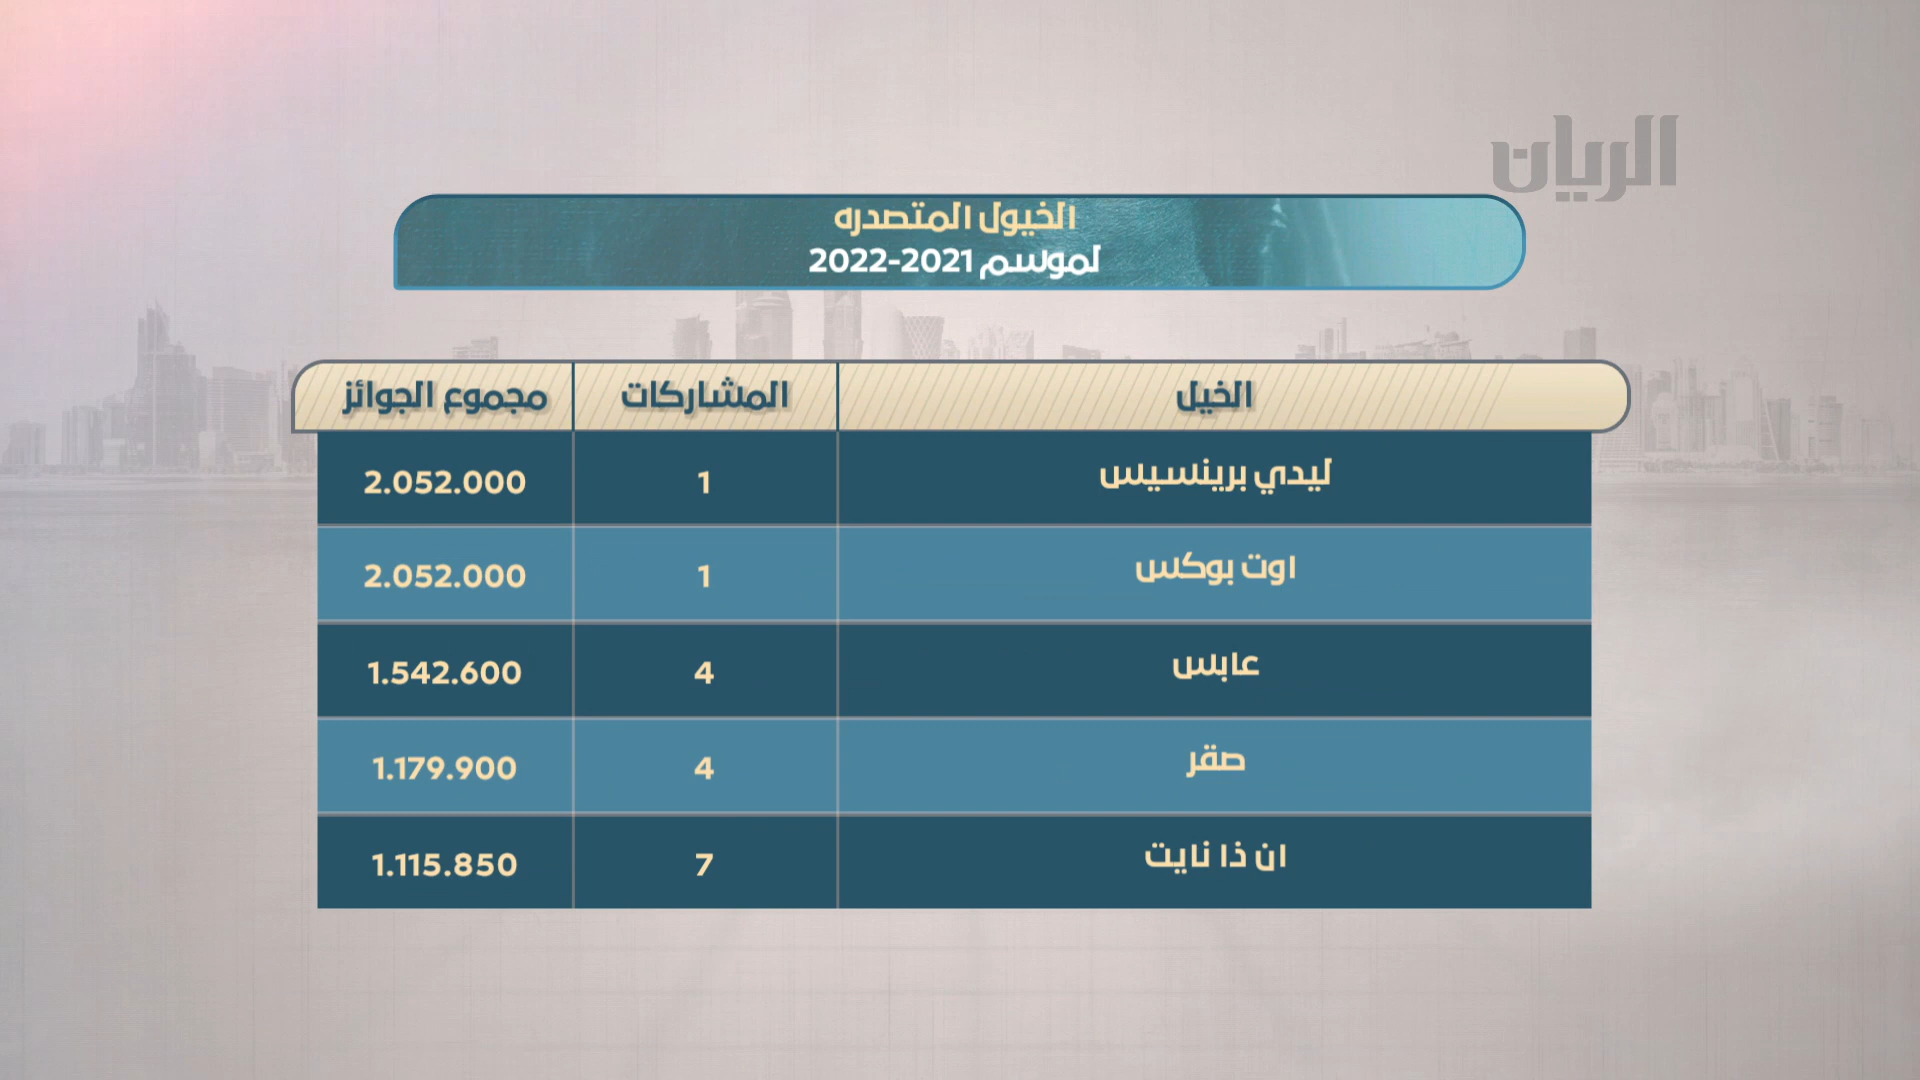 الريان
الخيول المتصدره
لموسم 2021-2022
الخيل المشاركات مجموع الجوائز
ليدي برينسيس 1 2.052.000
اوت بوكس 1 2.052.000
عابس 4 1.542.600
صقر 4 1.179.900
ان ذا نايت 7 1.115.850